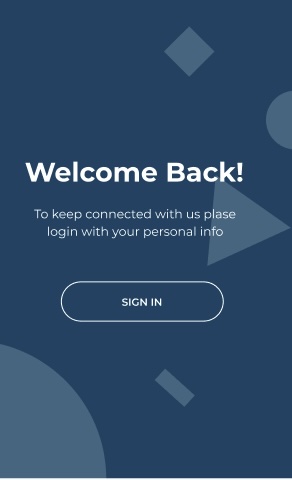 Welcome Back!
To keep connected with us plase
login with your personal info
SIGN IN